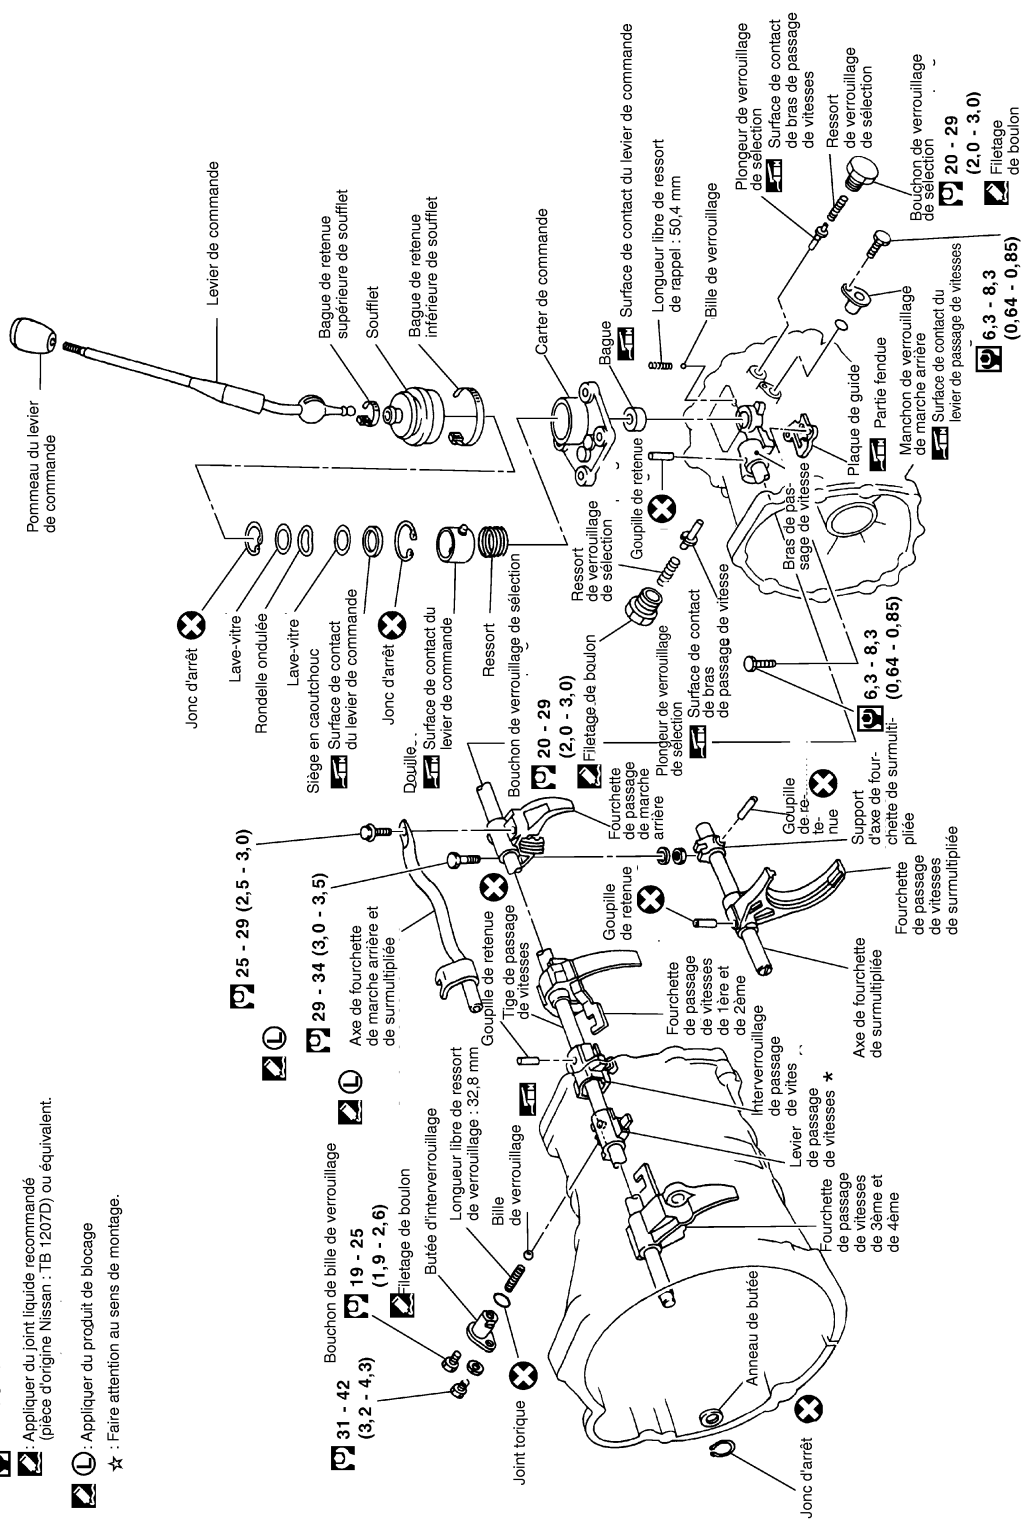 : Appliquer du joint liquide recommandé
(pièce d'origine Nissan : TB 1207D) ou équivalent.
L : Appliquer du produit de blocage
☆ : Faire attention au sens de montage.
Pommeau du levier
de commande
Levier de commande
Bague de retenue
supérieure de soufflet
Soufflet
Bague de retenue
inférieure de soufflet
Carter de commande
Bague
Surface de contact du levier de commande
Longueur libre de ressort
de rappel : 50,4 mm
Bille de verrouillage
Plongeur de verrouillage
de sélection
Surface de contact
de bras de passage
de vitesses
Ressort
de verrouillage
de sélection
Bouchon de verrouillage
de sélection
20 - 29
(2,0 - 3,0)
Filetage
de boulon
Jonc d'arrêt
Lave-vitre
Rondelle ondulée
Lave-vitre
Siège en caoutchouc
Surface de contact
du levier de commande
Jonc d'arrêt
Douille
Surface de contact du
levier de commande
Ressort
Bouchon de verrouillage de sélection
20 - 29
(2,0 - 3,0)
Filetage de boulon
Ressort
de verrouillage
de sélection
Goupille de retenue
Plongeur de verrouillage
de sélection
Surface de contact
de bras
de passage de vitesse
Bras de pas-
sage de vitesse
Plaque de guide
Partie fendue
Manchon de verrouillage
de marche arrière
Surface de contact du
levier de passage de vitesses
6,3 - 8,3
(0,64 - 0,85)
6,3 - 8,3
(0,64 - 0,85)
25 - 29 (2,5 - 3,0)
L
29 - 34 (3,0 - 3,5)
Axe de fourchette
de marche arrière et
de surmultipliée
L
Fourchette
de passage
de marche
arrière
Goupille de retenue
Tige de passage
de vitesses
Goupille
de retenue
Goupille
de re-
te-
nue
Support
d'axe de four-
chette de surmulti-
pliée
Fourchette
de passage
de vitesses
de surmultipliée
Axe de fourchette
de surmultipliée
Fourchette
de passage
de vitesses
de 1ère et
de 2ème
Interverrouillage
de passage
de vites
Levier
de passage
de vitesses *
Fourchette
de passage
de vitesses
de 3ème et
de 4ème
Bouchon de bille de verrouillage
19 - 25
(1,9 - 2,6)
Filetage de boulon
Butée d'interverrouillage
Longueur libre de ressort
de verrouillage : 32,8 mm
Bille
de verrouillage
31 - 42
(3,2 - 4,3)
Joint torique
Anneau de butée
Jonc d'arrêt